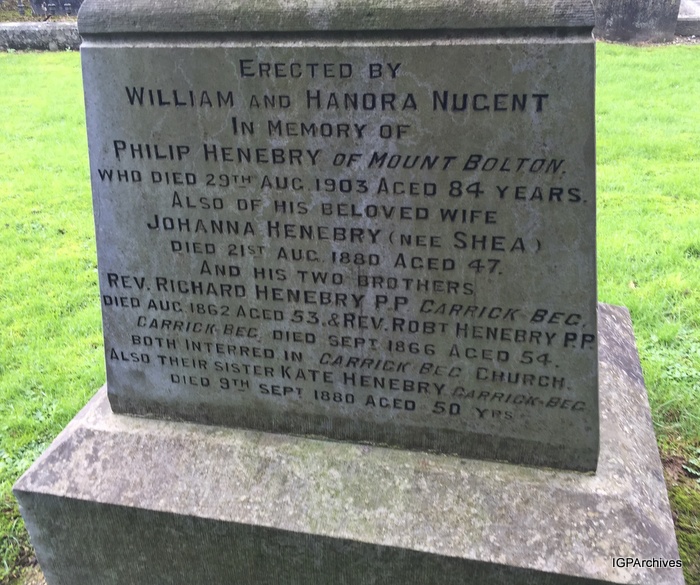 ERECTED BY
WILLIAM AND HANORA NUGENT
IN MEMORY OF
PHILIP HENEBRY OF MOUNT BOLTON,
WHO DIED 29TH AUG. 1903 AGED 84 YEARS.
ALSO OF HIS BELOVED WIFE
JOHANNA HENEBRY (NEE SHEA)
DIED 21ST AUG. 1880 AGED 47.
AND HIS TWO BROTHERS
REV. RICHARD HENEBRY P.P. CARRICK-BEG,
DIED AUG. 1862 AGED 53, & REV. ROBT HENEBRY P.P.
CARRICK-BEG, DIED SEPT 1866 AGED 54.
BOTH INTERRED IN CARRICK BEG CHURCH.
ALSO THEIR SISTER KATE HENEBRY CARRICK-BEG
DIED 9TH SEPT 1880 AGED 50 YRS
IGPArchives